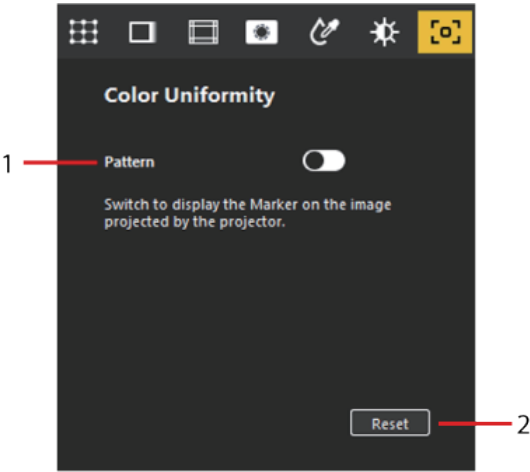 Color Uniformity
1
Pattern
Switch to display the Marker on the image
projected by the projector.
Reset
2